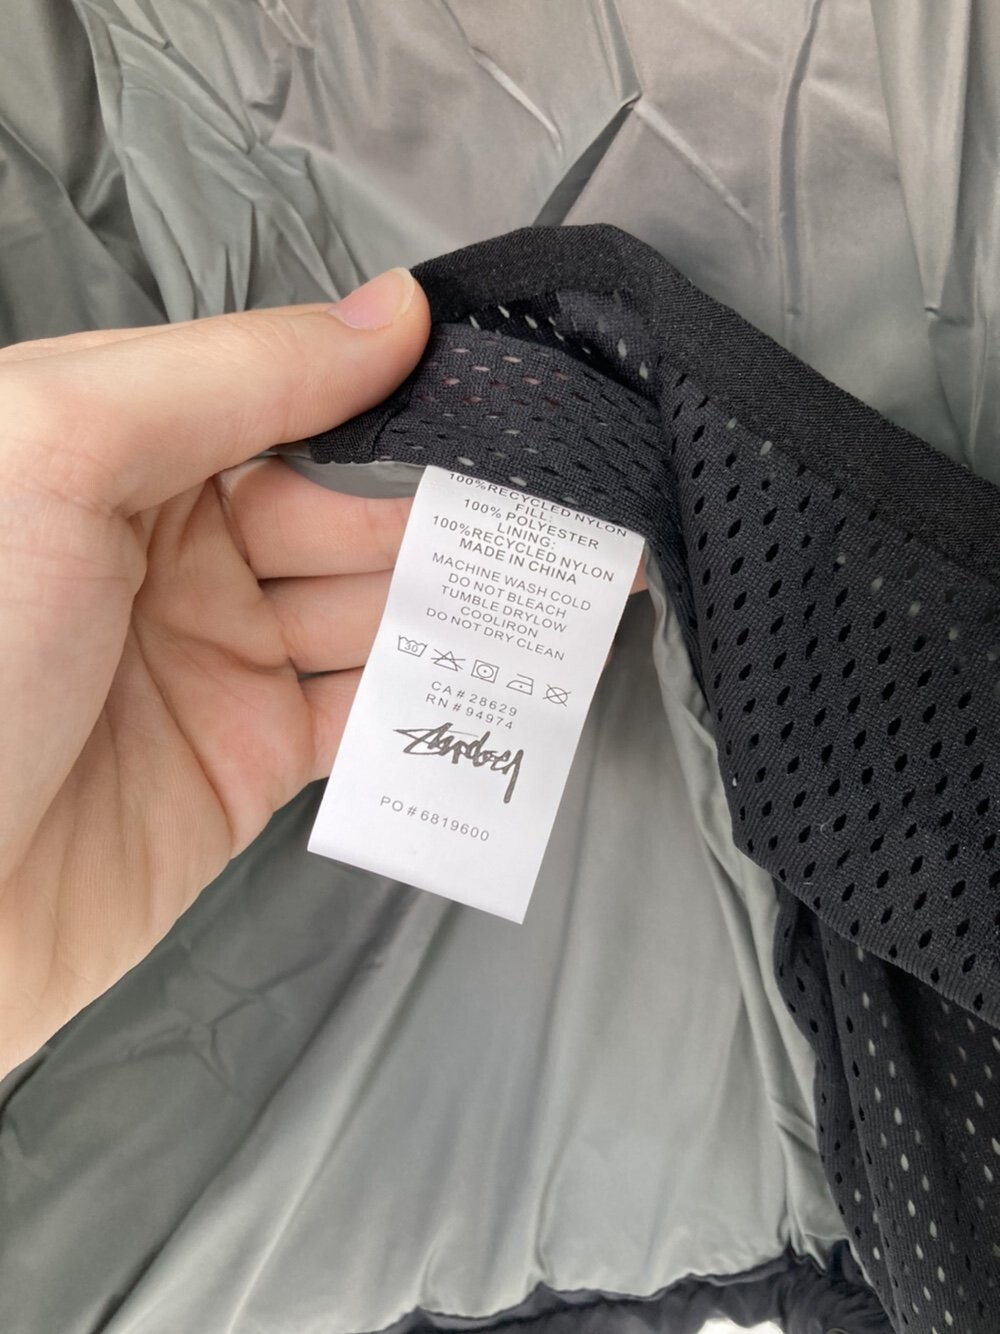 100%RECYCLED NYLON
FILL:
100% POLYESTER
LINING:
100%RECYCLED NYLON
MADE IN CHINA
MACHINE WASH COLD
DO NOT BLEACH
TUMBLE DRYLOW
COOLIRON
DO NOT DRY CLEAN
30
CA#28629
RN#94974
Stüssy
PO#6819600